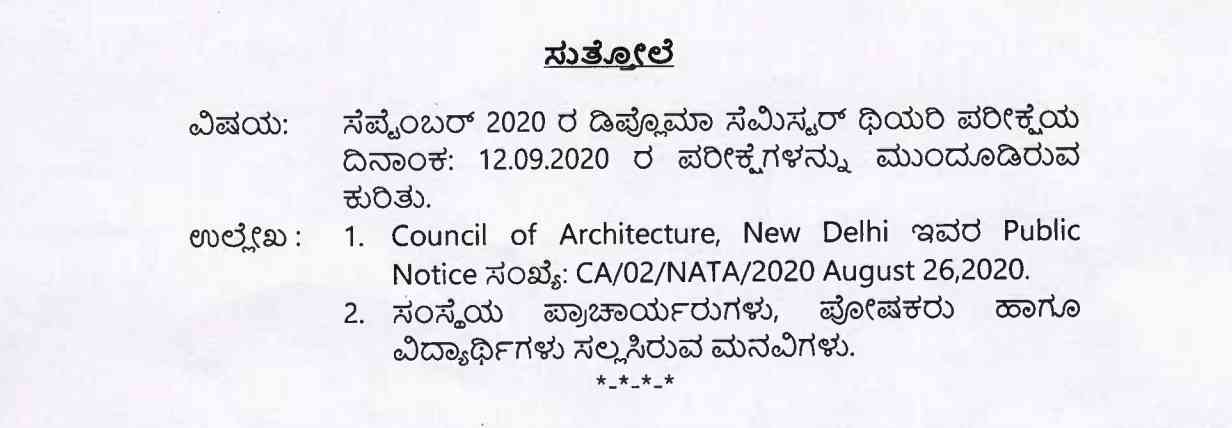 ಸುತ್ತೋಲೆ
ವಿಷಯ: ಸೆಪ್ಟೆಂಬರ್ 2020 ರ ಡಿಪ್ಲೊಮಾ ಸೆಮಿಸ್ಟರ್ ಥಿಯರಿ ಪರೀಕ್ಷೆಯ
ದಿನಾಂಕ: 12.09.2020 ರ ಪರೀಕ್ಷೆಗಳನ್ನು ಮುಂದೂಡಿರುವ
ಕುರಿತು.
ಉಲ್ಲೇಖ : 1. Council of Architecture, New Delhi ಇವರ Public
Notice ಸಂಖ್ಯೆ: CA/02/NATA/2020 August 26,2020.
2. ಸಂಸ್ಥೆಯ ಪ್ರಾಚಾರ್ಯರುಗಳು, ಪೋಷಕರು ಹಾಗೂ
ವಿದ್ಯಾರ್ಥಿಗಳು ಸಲ್ಲಸಿರುವ ಮನವಿಗಳು.
*-*-*-*